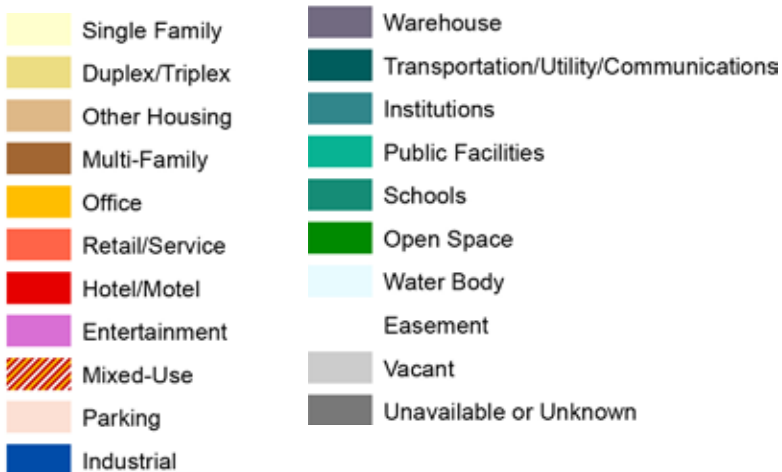 Single Family
Duplex/Triplex
Other Housing
Multi-Family
Office
Retail/Service
Hotel/Motel
Entertainment
Mixed-Use
Parking
Industrial
Warehouse
Transportation/Utility/Communications
Institutions
Public Facilities
Schools
Open Space
Water Body
Easement
Vacant
Unavailable or Unknown